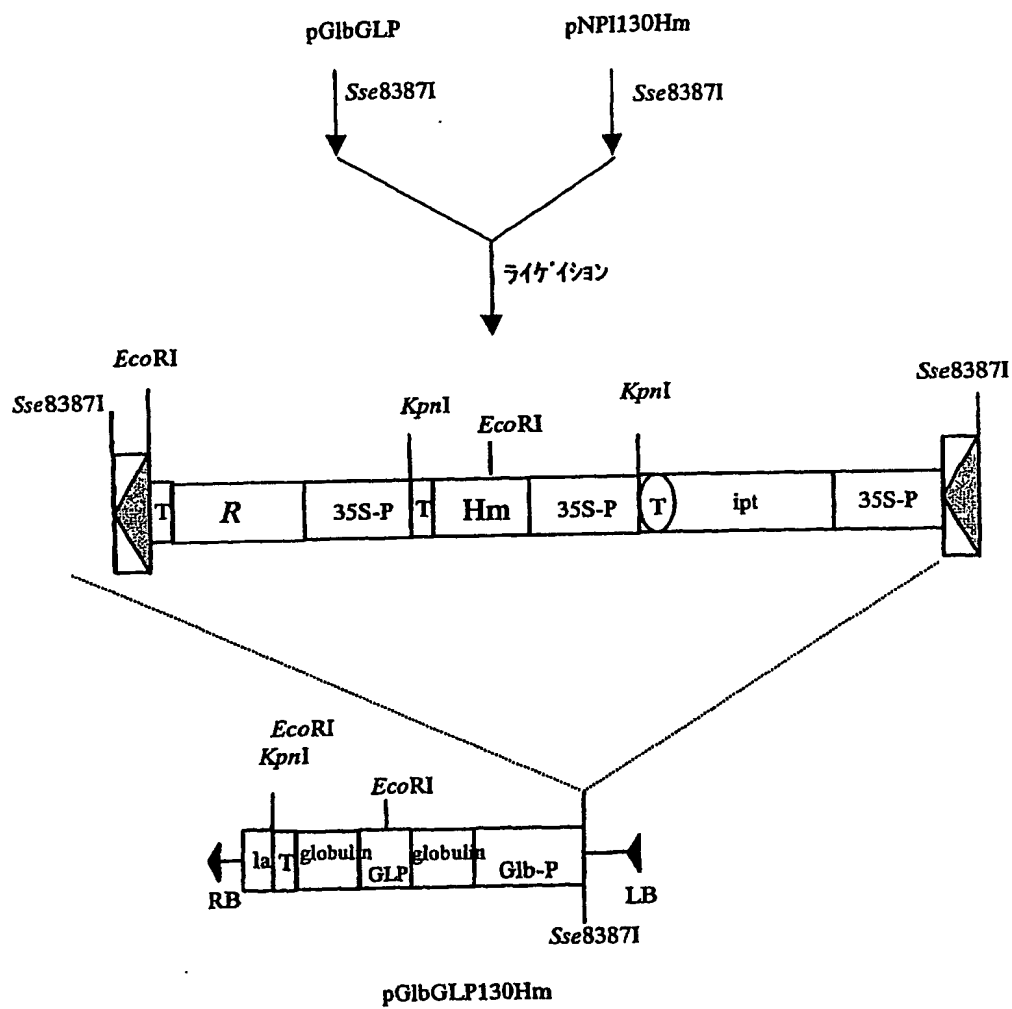 pGlbGLP pNPI130Hm
Sse8387I Sse8387I
ライゲイション
EcoRI Sse8387I
Sse8387I KpnI KpnI
EcoRI
T R 35S-P T Hm 35S-P T ipt 35S-P
EcoRI
KpnI
EcoRI
la T globulin GLP globulin Glb-P
RB LB
Sse8387I
pGlbGLP130Hm